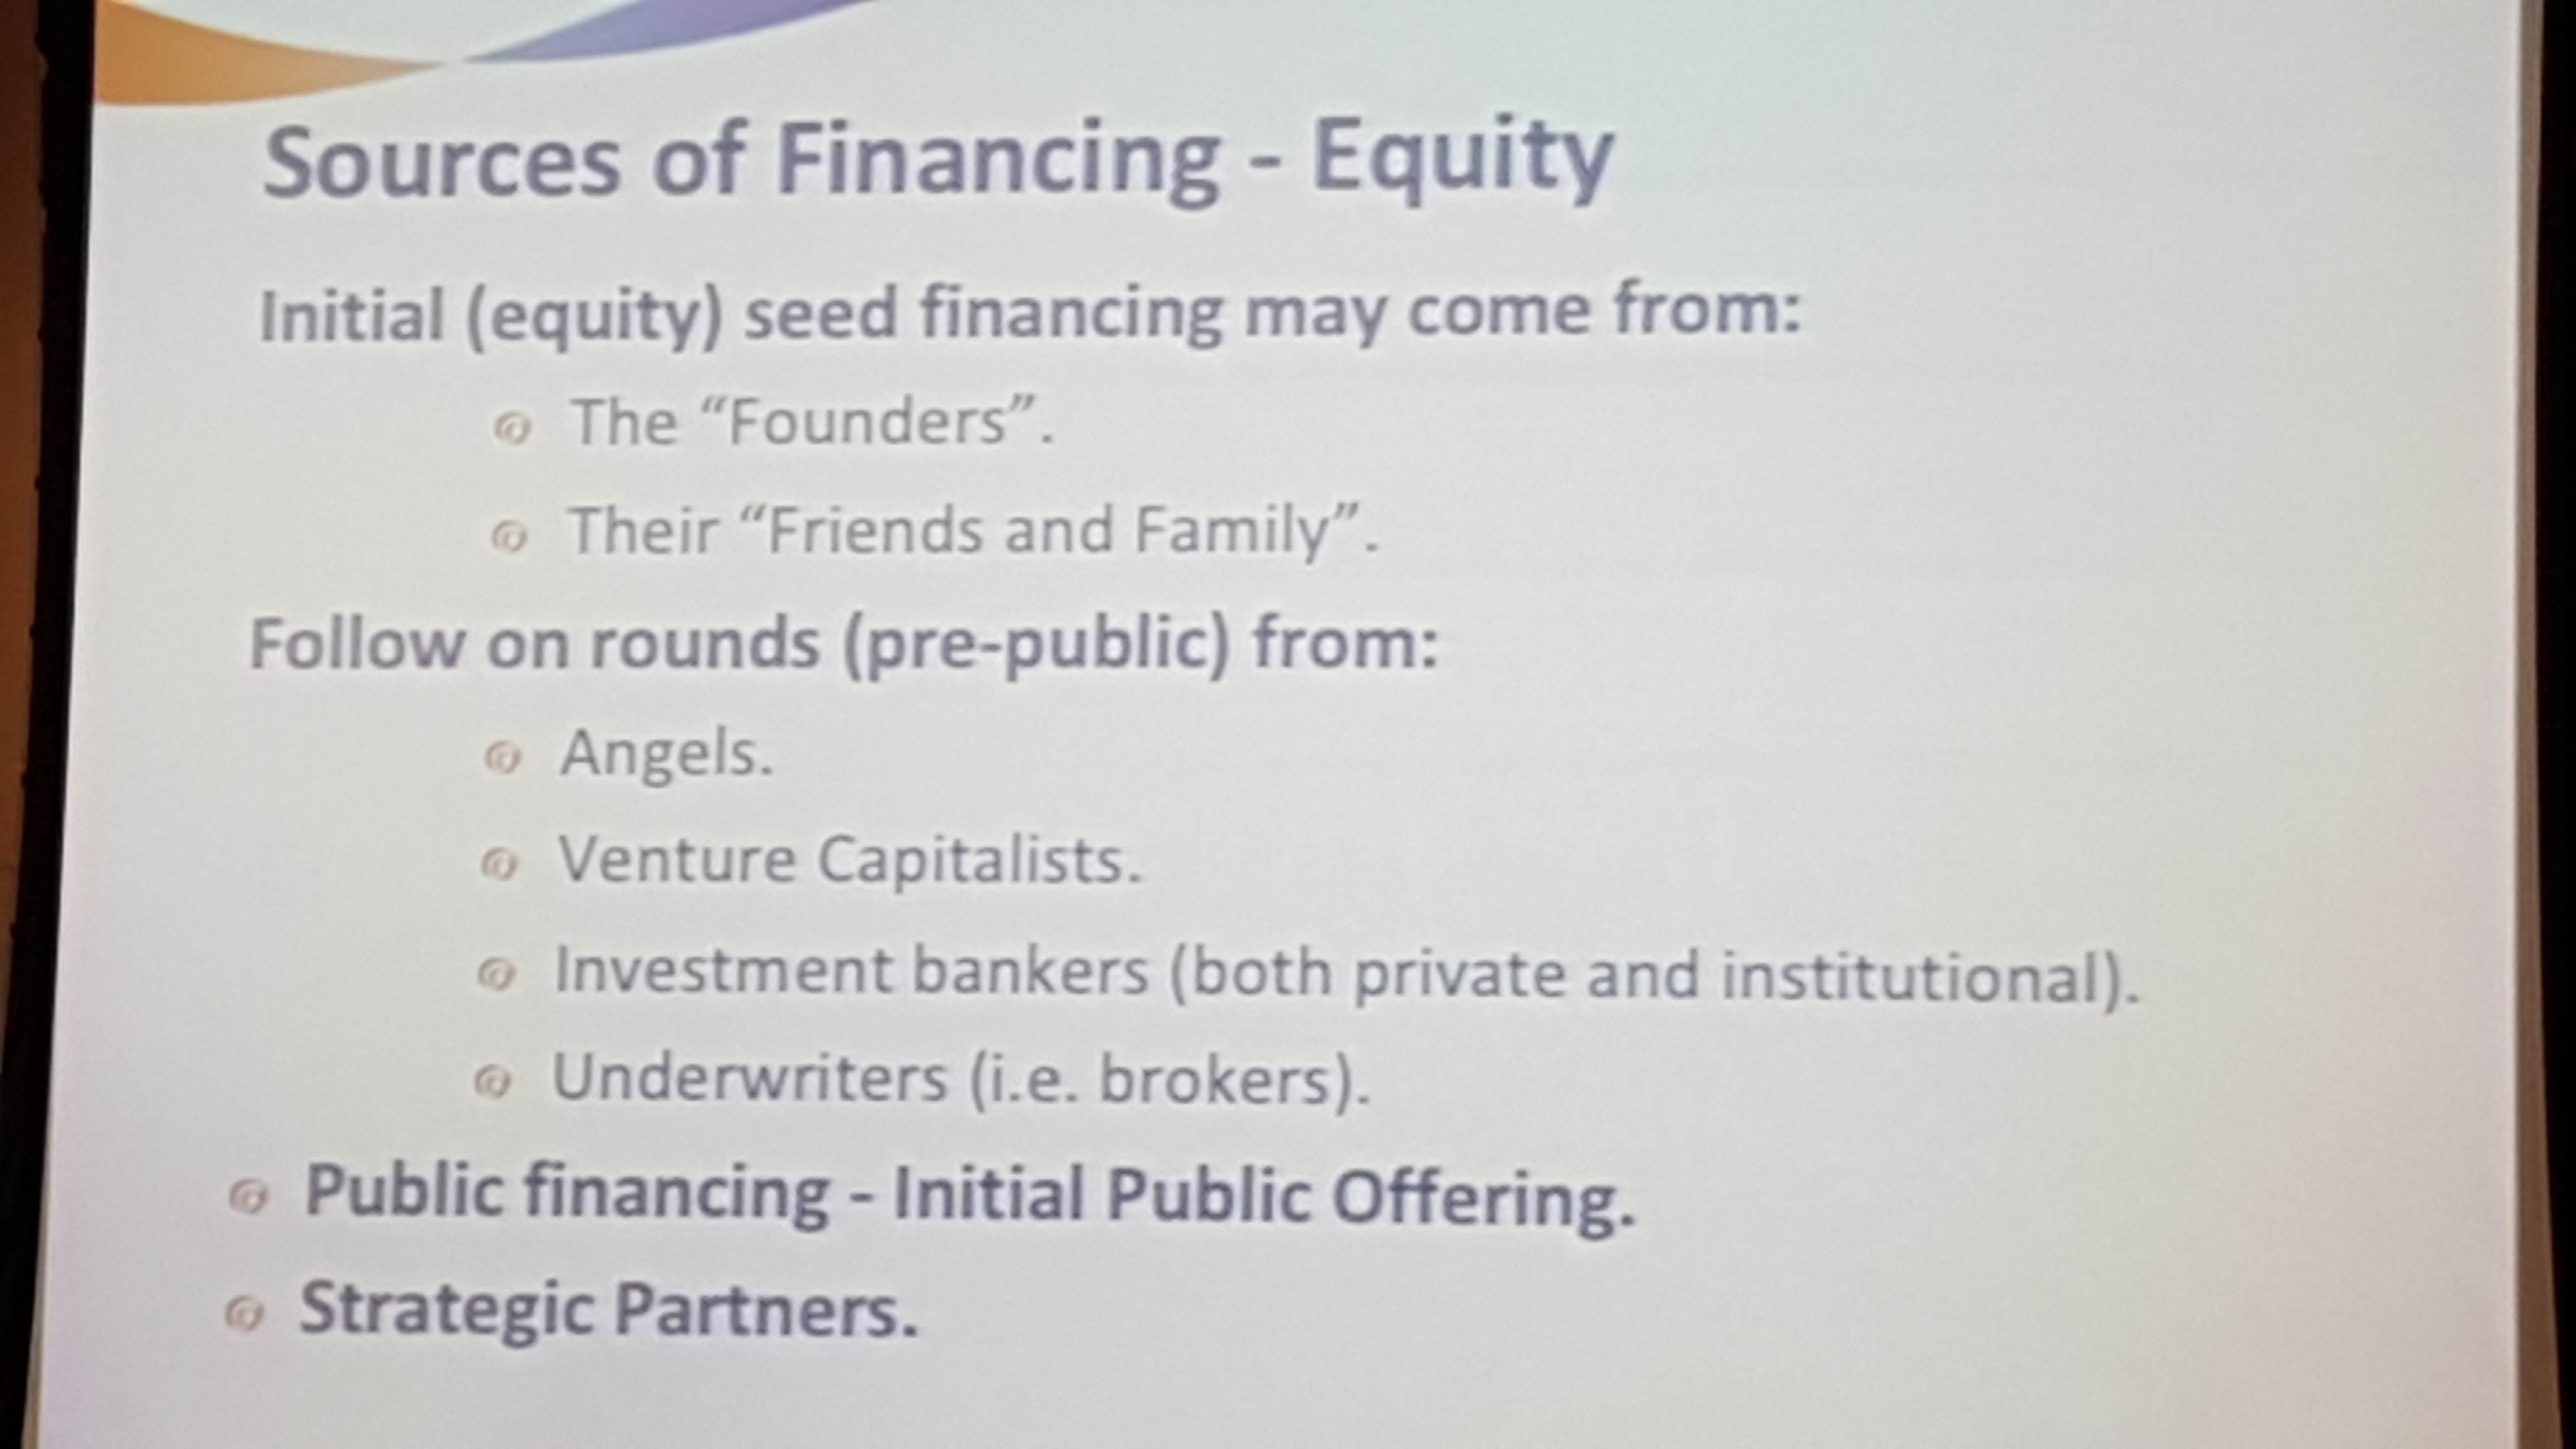 Sources of Financing - Equity
Initial (equity) seed financing may come from:
The “Founders”.
Their “Friends and Family”.
Follow on rounds (pre-public) from:
Angels.
Venture Capitalists.
Investment bankers (both private and institutional).
Underwriters (i.e. brokers).
Public financing - Initial Public Offering.
Strategic Partners.